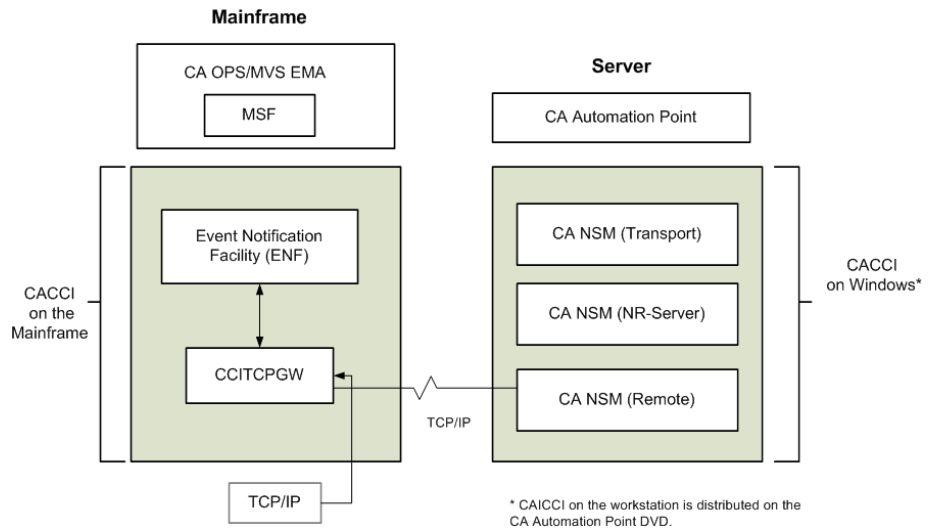 Mainframe
CA OPS/MVS EMA
MSF
Server
CA Automation Point
CACCI
on the
Mainframe
Event Notification
Facility (ENF)
CCITCPGW
TCP/IP
TCP/IP
CA NSM (Transport)
CA NSM (NR-Server)
CA NSM (Remote)
CACCI
on Windows*
* CAICCI on the workstation is distributed on the
CA Automation Point DVD.